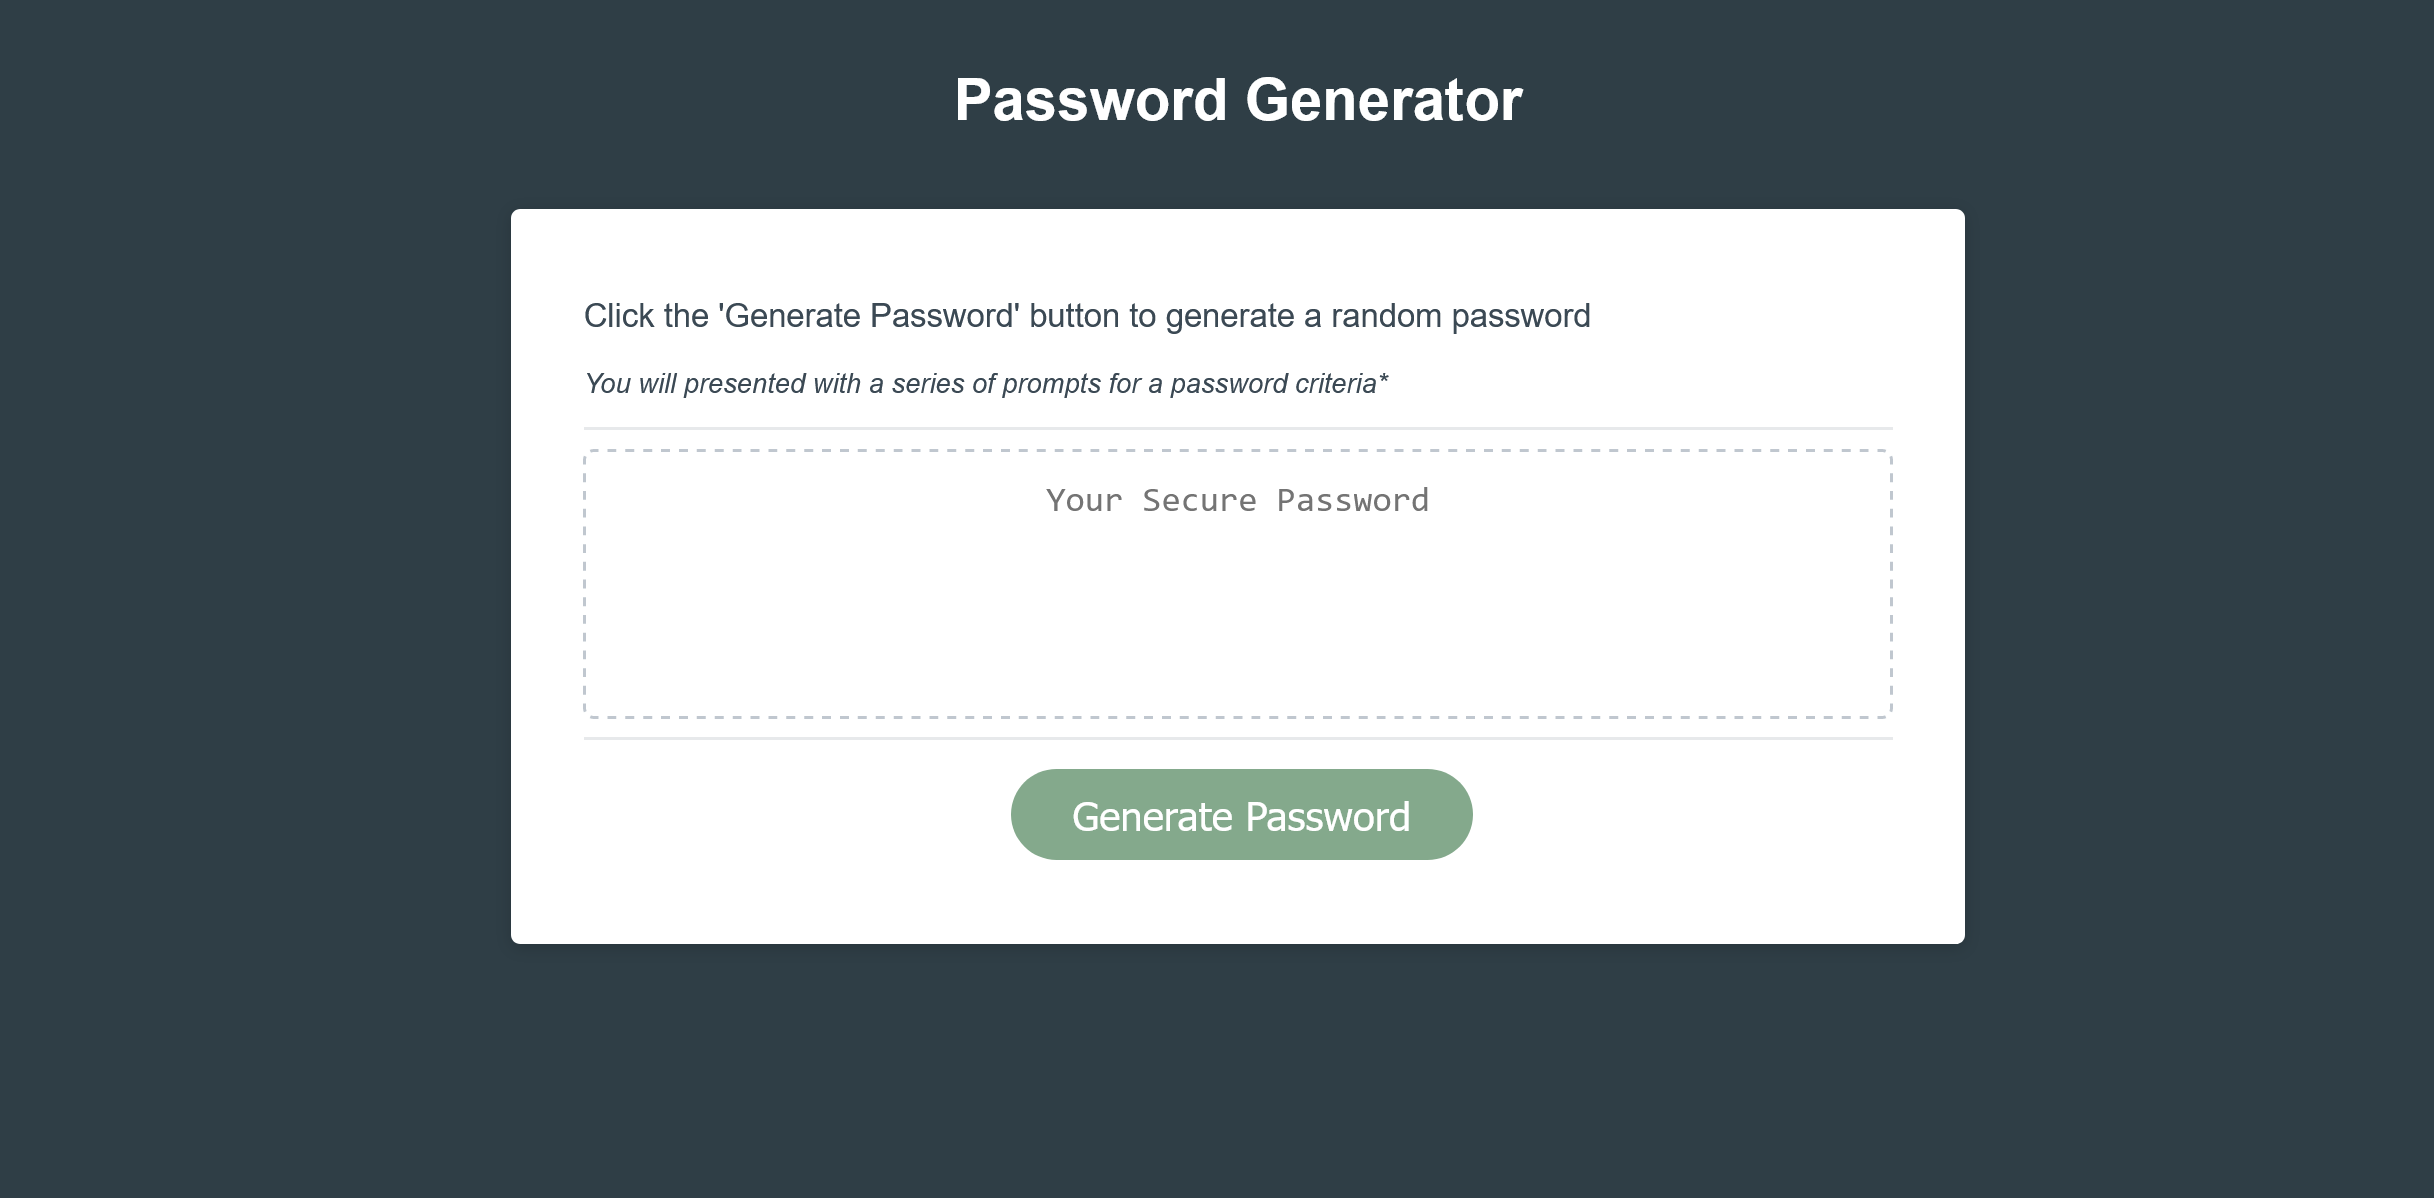 Password Generator
Click the 'Generate Password' button to generate a random password
You will presented with a series of prompts for a password criteria*
Your Secure Password
Generate Password